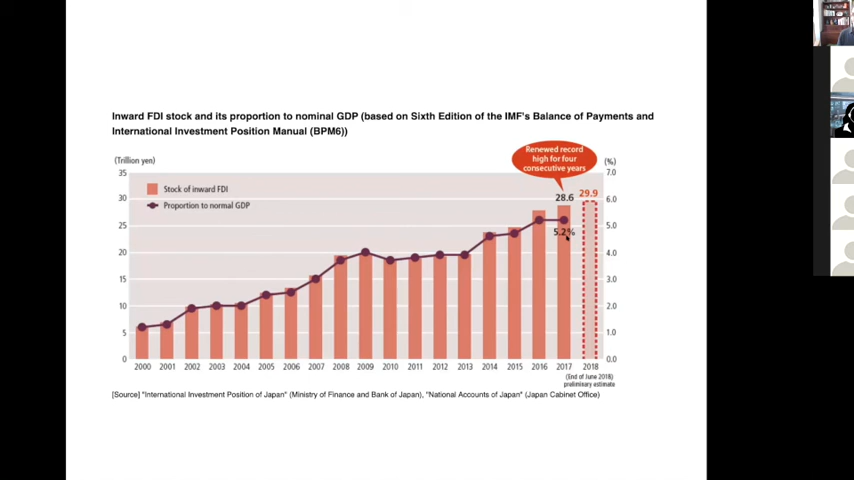 Inward FDI stock and its proportion to nominal GDP (based on Sixth Edition of the IMF's Balance of Payments and
International Investment Position Manual (BPM6))
(Trillion yen)
Renewed record
high for four
consecutive years
(%)
35
7.0
Stock of inward FDI
Proportion to normal GDP
28.6
29.9
30
6.0
25
5.0
5.2%
20
4.0
15
3.0
10
2.0
5
1.0
0
0.0
2000 2001 2002 2003 2004 2005 2006 2007 2008 2009 2010 2011 2012 2013 2014 2015 2016 2017 2018
(End of June 2018)
preliminary estimate
[Source] "International Investment Position of Japan" (Ministry of Finance and Bank of Japan), "National Accounts of Japan" (Japan Cabinet Office)